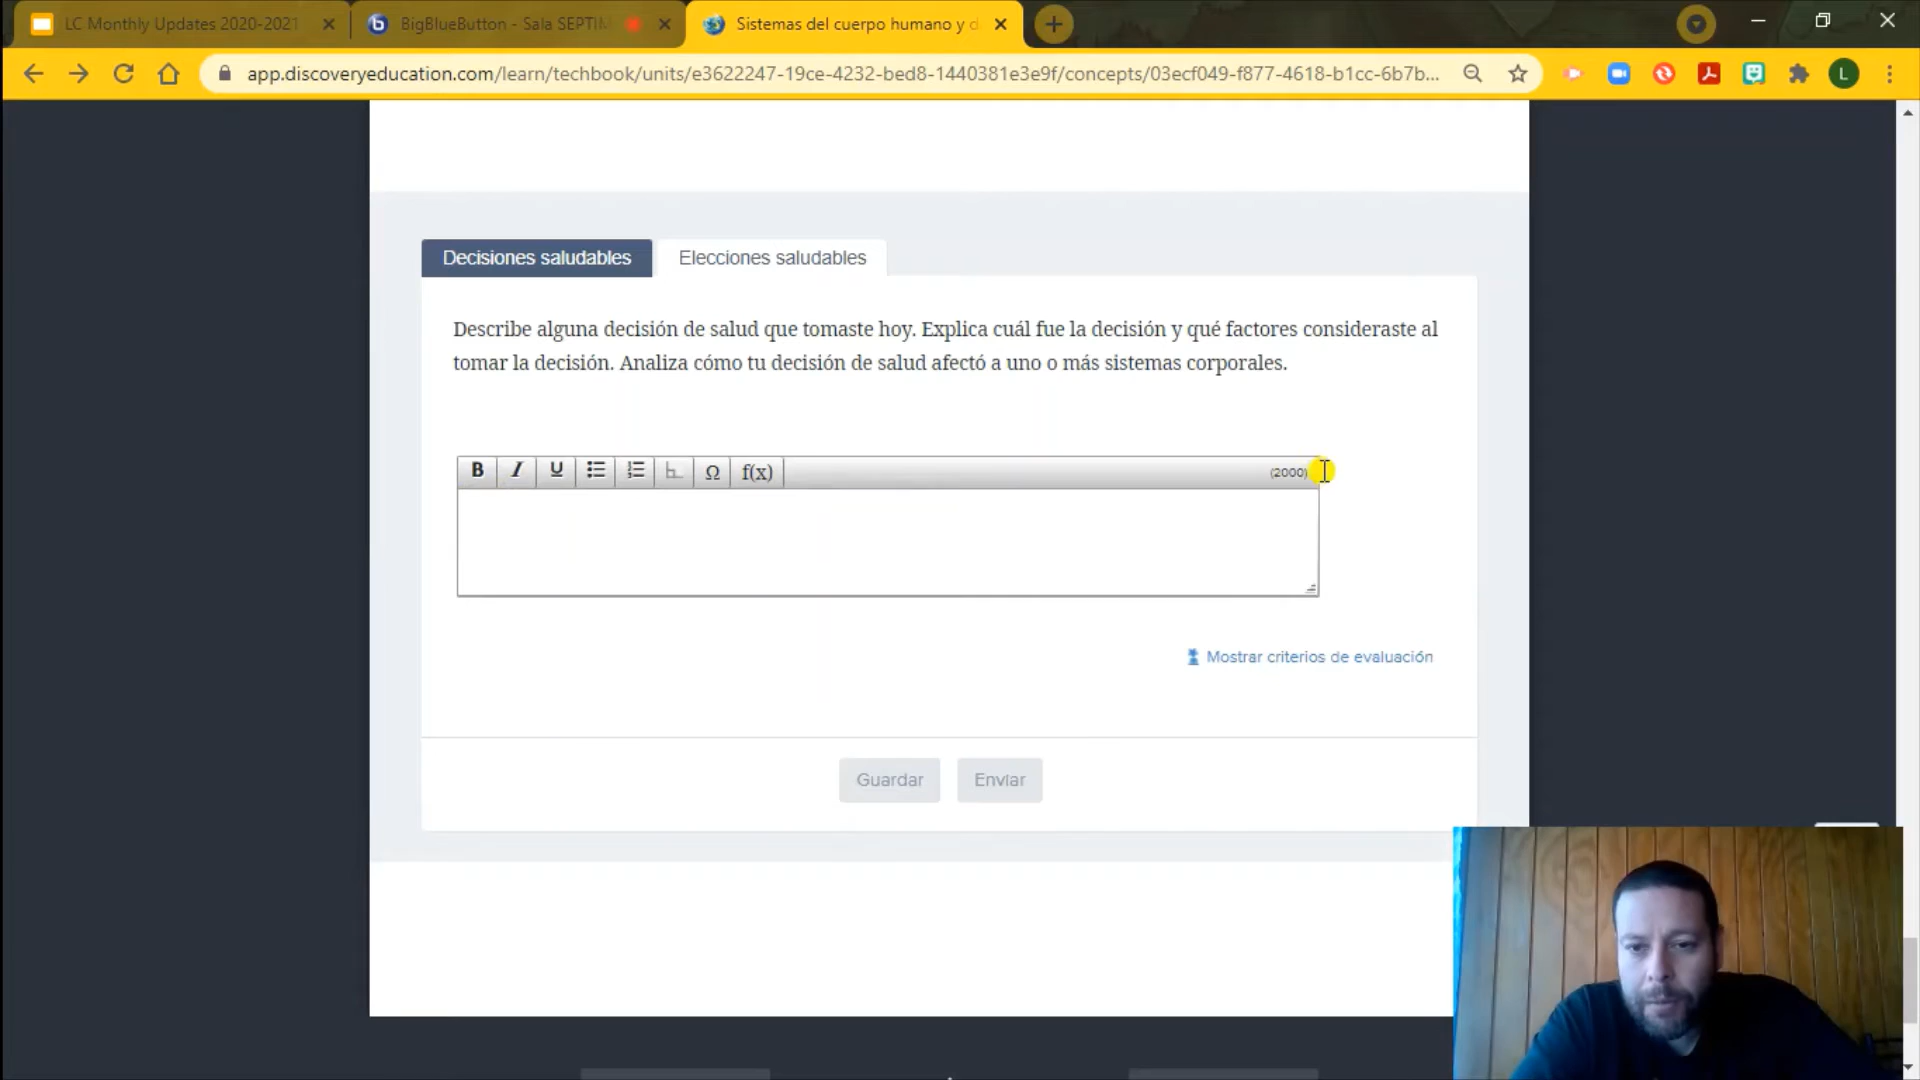 LC Monthly Updates 2020-2021
BigBlueButton - Sala SEPTIM
Sistemas del cuerpo humano y d
app.discoveryeducation.com/learn/techbook/units/e3622247-19ce-4232-bed8-1440381e3e9f/concepts/03ecf049-f877-4618-b1cc-6b7b...
L
Decisiones saludables
Elecciones saludables
Describe alguna decisión de salud que tomaste hoy. Explica cuál fue la decisión y qué factores consideraste al
tomar la decisión. Analiza cómo tu decisión de salud afectó a uno o más sistemas corporales.
B I U Ω f(x) (2000)
Mostrar criterios de evaluación
Guardar Enviar